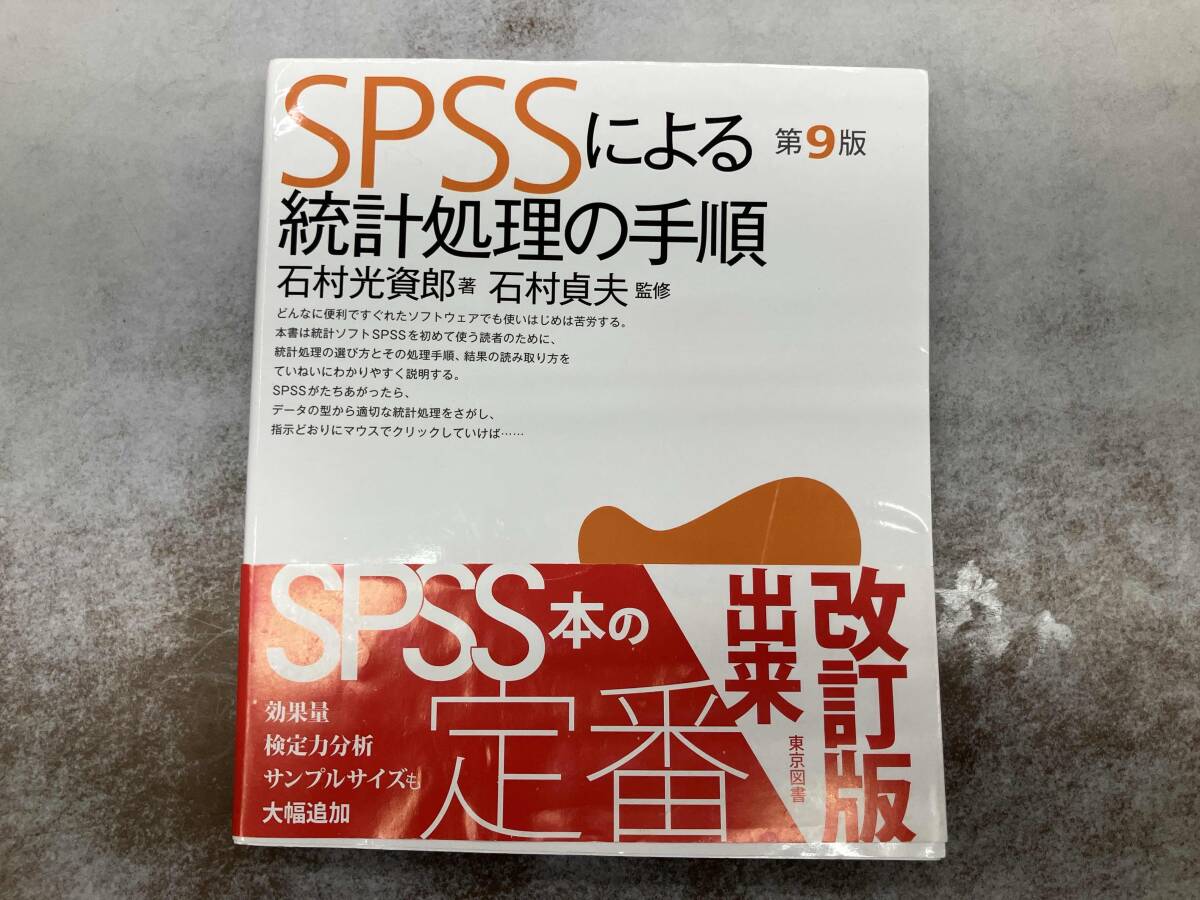 SPSSによる 第9版
統計処理の手順
石村光資郎著 石村貞夫監修
どんなに便利ですぐれたソフトウェアでも使いはじめは苦労する。
本書は統計ソフトSPSSを初めて使う読者のために、
統計処理の選び方とその処理手順、結果の読み取り方を
ていねいにわかりやすく説明する。
SPSSがたちあがったら、
データの型から適切な統計処理をさがし、
指示どおりにマウスでクリックしていけば……
SPSS本の
定番
改訂版
出来
効果量
検定力分析
サンプルサイズも
大幅追加
東京図書